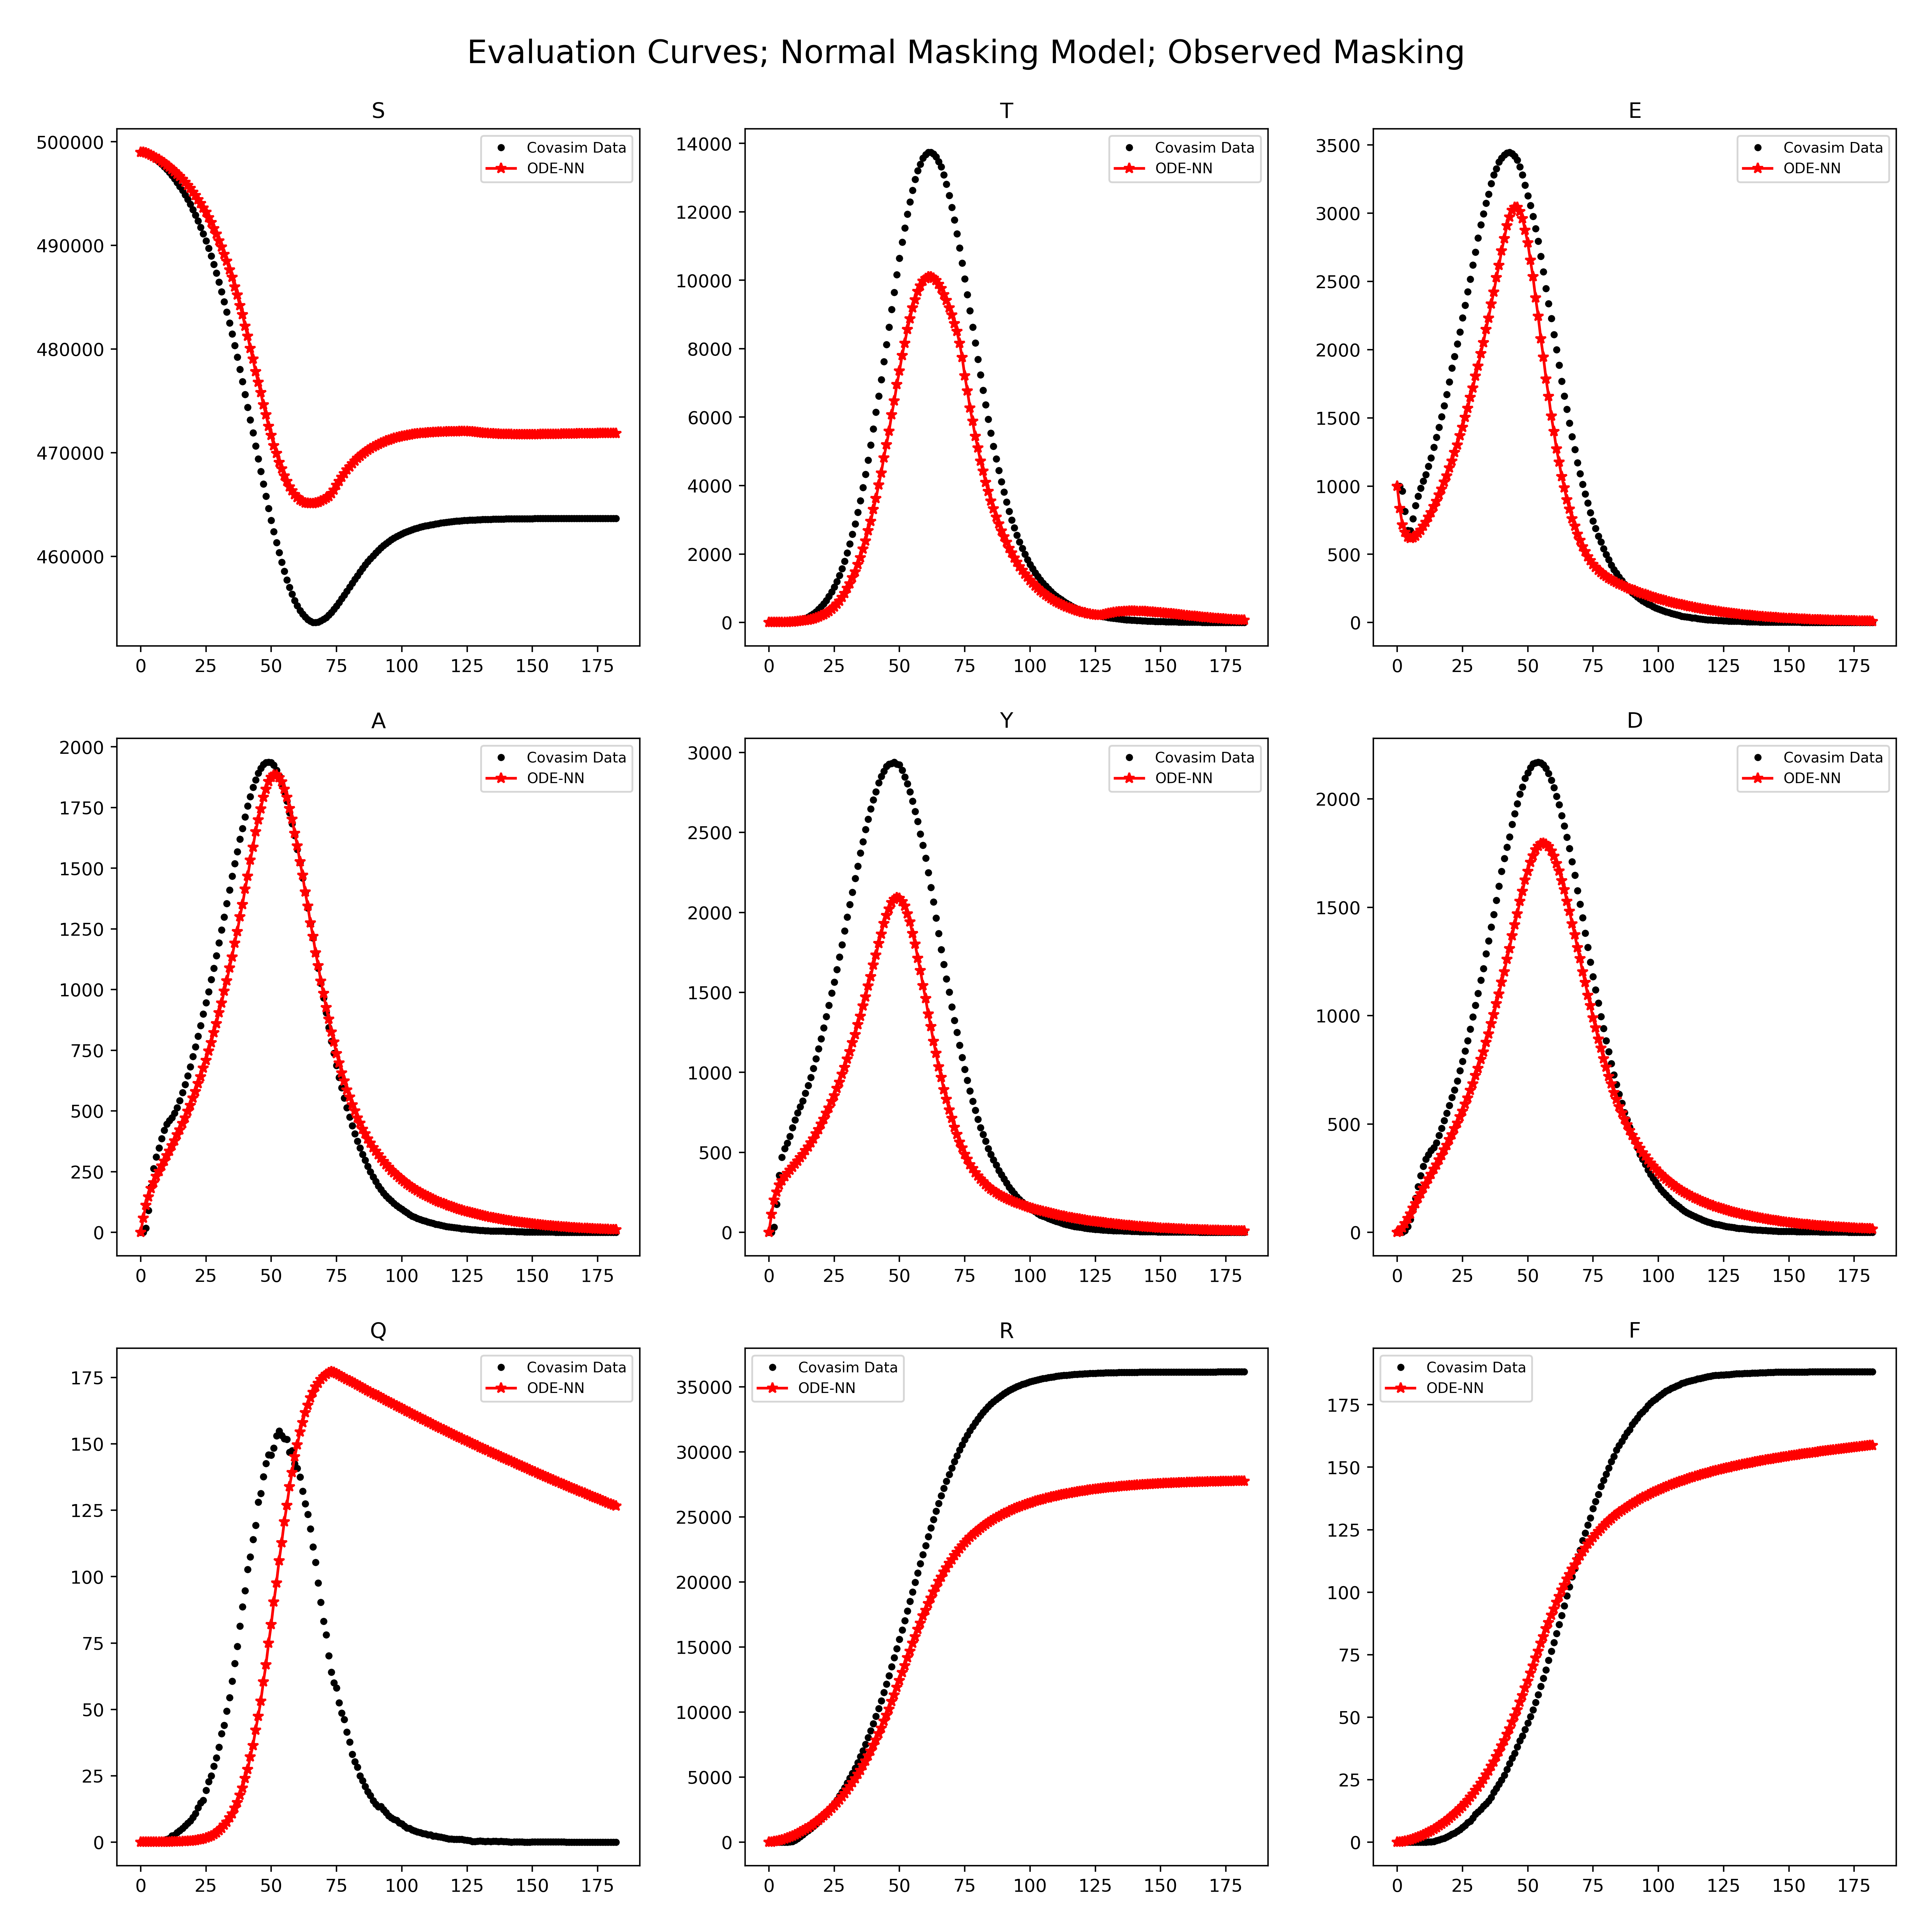 Evaluation Curves; Normal Masking Model; Observed Masking
S
500000
490000
480000
470000
460000
0 25 50 75 100 125 150 175
Covasim Data
ODE-NN
T
14000
12000
10000
8000
6000
4000
2000
0
0 25 50 75 100 125 150 175
Covasim Data
ODE-NN
E
3500
3000
2500
2000
1500
1000
500
0
0 25 50 75 100 125 150 175
Covasim Data
ODE-NN
A
2000
1750
1500
1250
1000
750
500
250
0
0 25 50 75 100 125 150 175
Covasim Data
ODE-NN
Y
3000
2500
2000
1500
1000
500
0
0 25 50 75 100 125 150 175
Covasim Data
ODE-NN
D
2000
1500
1000
500
0
0 25 50 75 100 125 150 175
Covasim Data
ODE-NN
Q
175
150
125
100
75
50
25
0
0 25 50 75 100 125 150 175
Covasim Data
ODE-NN
R
35000
30000
25000
20000
15000
10000
5000
0
0 25 50 75 100 125 150 175
Covasim Data
ODE-NN
F
175
150
125
100
75
50
25
0
0 25 50 75 100 125 150 175
Covasim Data
ODE-NN